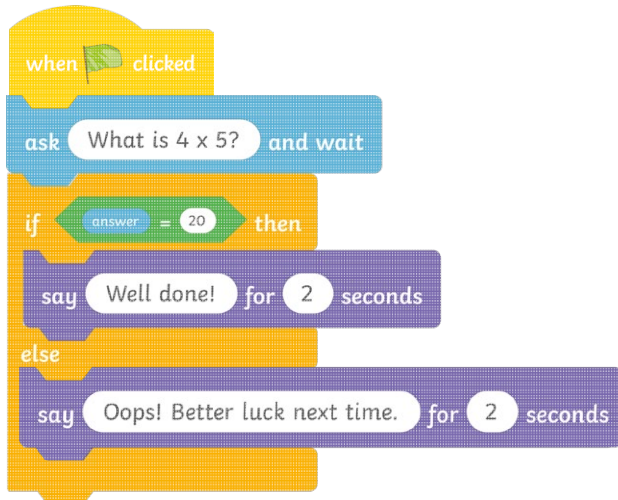 when clicked
ask What is 4 x 5? and wait
if answer = 20 then
say Well done! for 2 seconds
else
say Oops! Better luck next time. for 2 seconds